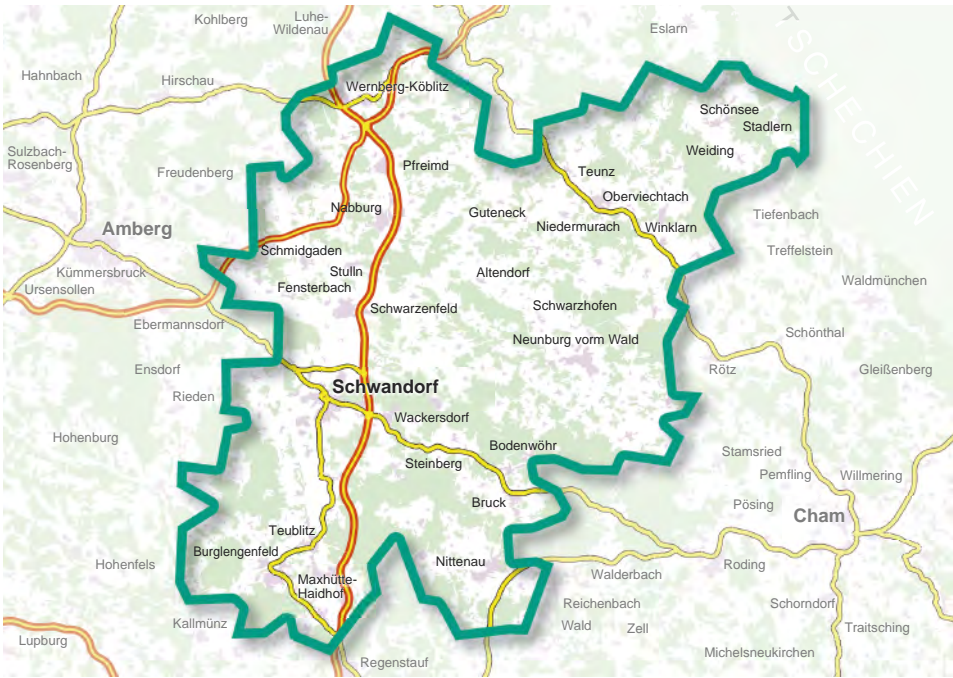 Kohlberg
Luhe-
Wildenau
Eslarn
TSCHECHIEN
Hahnbach
Hirschau
Wernberg-Köblitz
Schönsee
Stadlern
Sulzbach-
Rosenberg
Freudenberg
Pfreimd
Weiding
Teunz
Nabburg
Guteneck
Oberviechtach
Tiefenbach
Amberg
Niedermurach
Winklarn
Schmidgaden
Treffelstein
Kümmersbruck
Ursensollen
Stulln
Fensterbach
Altendorf
Waldmünchen
Schwarzenfeld
Schwarzhofen
Ebermannsdorf
Neunburg vorm Wald
Schönthal
Ensdorf
Rötz
Gleißenberg
Schwandorf
Rieden
Wackersdorf
Hohenburg
Bodenwöhr
Stamsried
Steinberg
Pemfling
Willmering
Bruck
Pösing
Cham
Teublitz
Burglengenfeld
Hohenfels
Nittenau
Roding
Maxhütte-
Haidhof
Walderbach
Reichenbach
Schorndorf
Kallmünz
Wald
Zell
Traitsching
Lupburg
Michelsneukirchen
Regenstauf